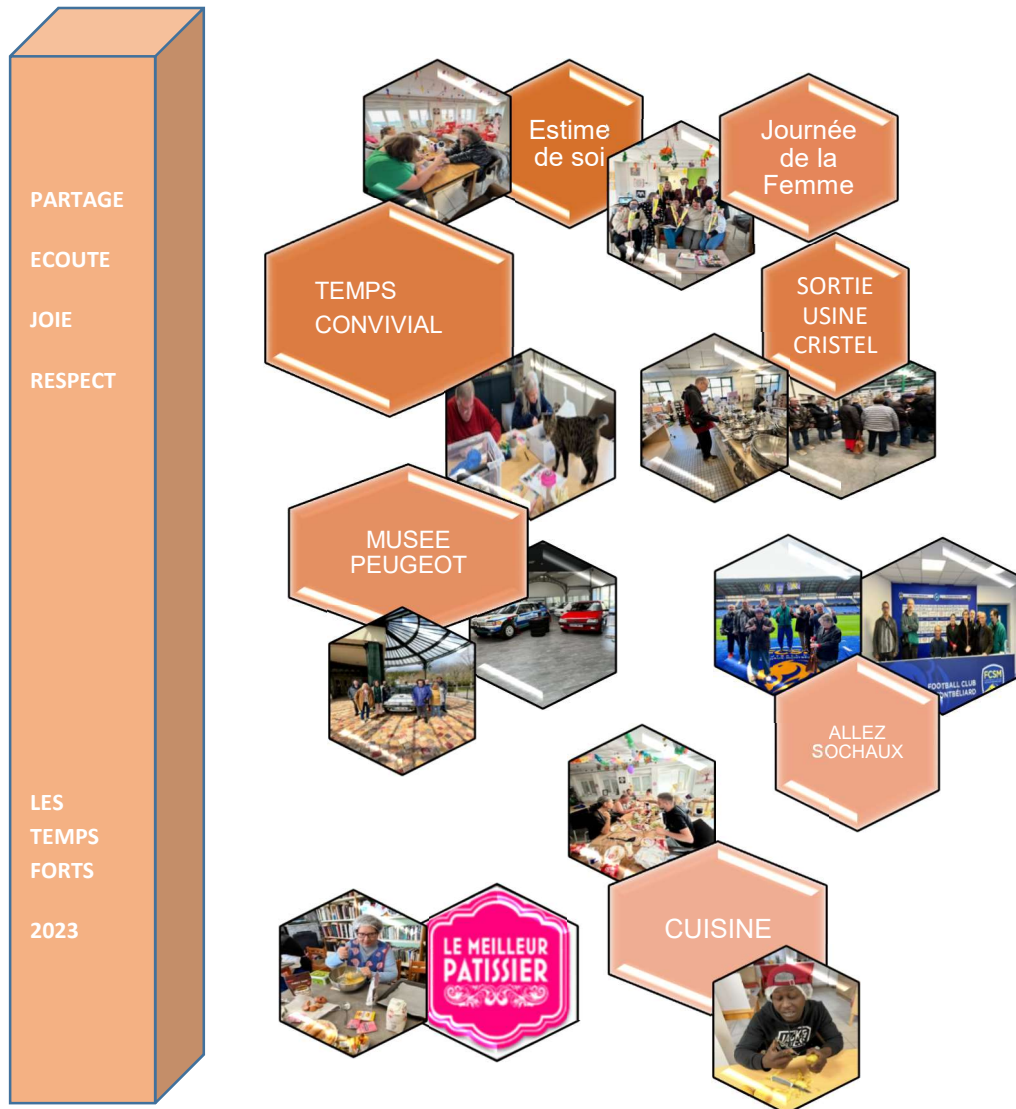 PARTAGE
ECOUTE
JOIE
RESPECT
LES
TEMPS
FORTS
2023
Estime
de soi
Journée
de la
Femme
TEMPS
CONVIVIAL
SORTIE
USINE
CRISTEL
MUSEE
PEUGEOT
FCSM
FOOTBALL CLUB
ALLEZ
SOCHAUX
CUISINE
LE MEILLEUR
PATISSIER